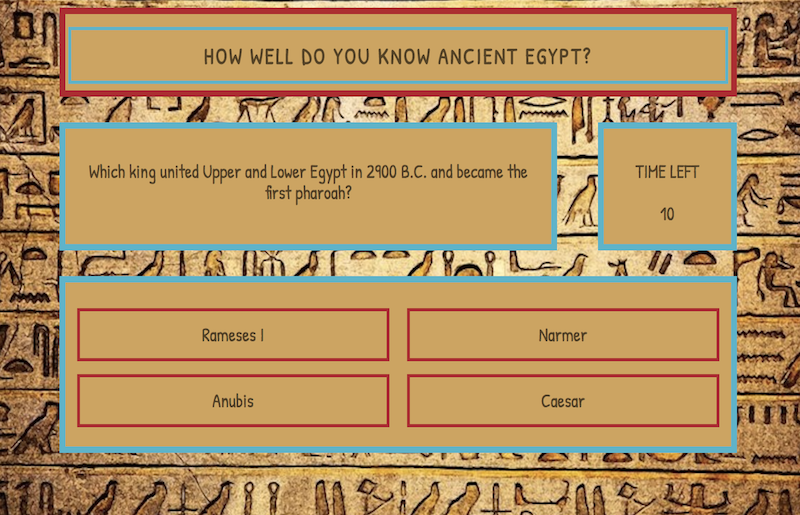 HOW WELL DO YOU KNOW ANCIENT EGYPT?
Which king united Upper and Lower Egypt in 2900 B.C. and became the
first pharoah?
TIME LEFT
10
Rameses I
Narmer
Anubis
Caesar